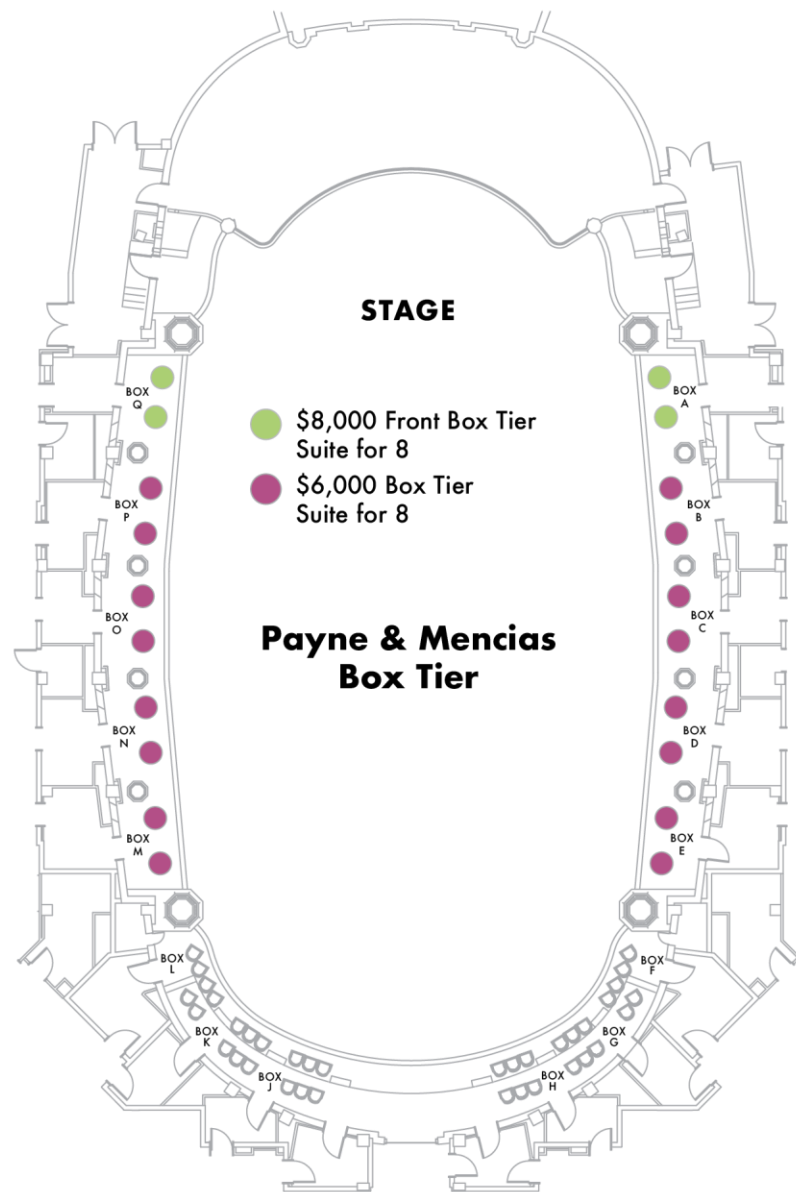 STAGE
BOX
Q
BOX
A
$8,000 Front Box Tier
Suite for 8
$6,000 Box Tier
Suite for 8
BOX
P
BOX
B
BOX
O
BOX
C
Payne & Mencias
Box Tier
BOX
N
BOX
D
BOX
M
BOX
E
BOX
L
BOX
F
BOX
K
BOX
G
BOX
J
BOX
H